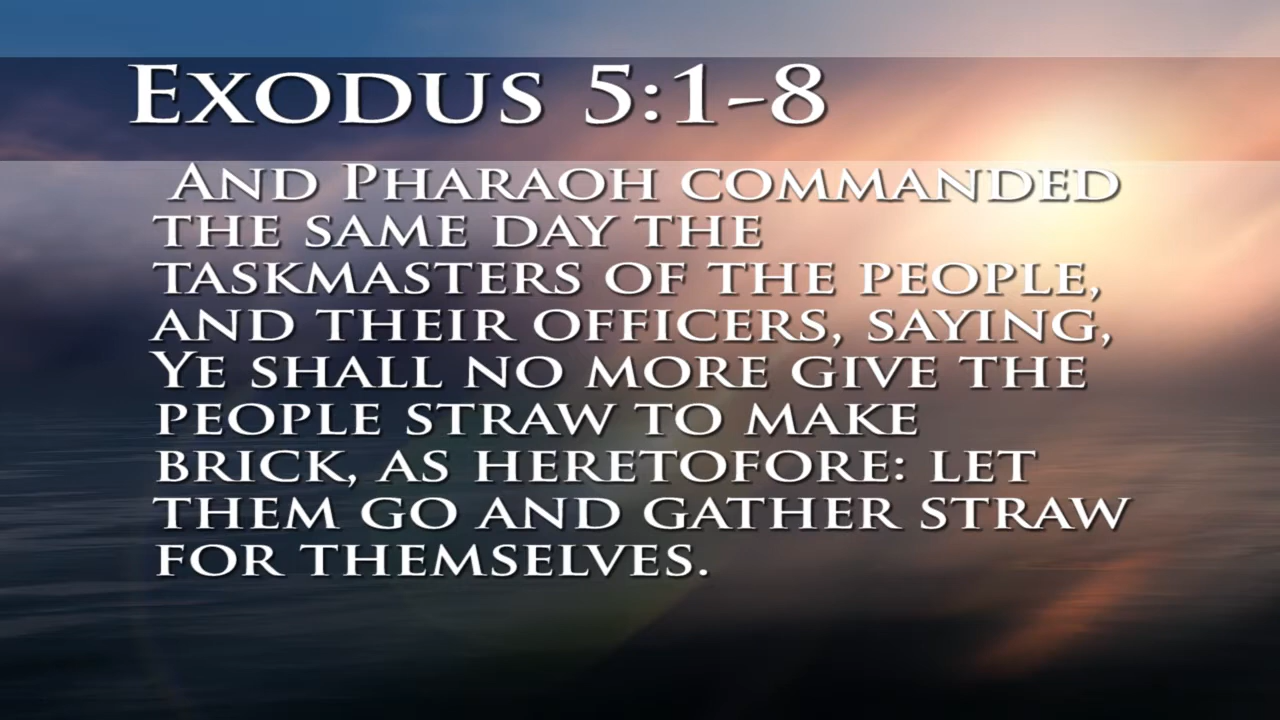 Exodus 5:1-8
And Pharaoh commanded
the same day the
taskmasters of the people,
and their officers, saying,
Ye shall no more give the
people straw to make
brick, as heretofore: let
them go and gather straw
for themselves.